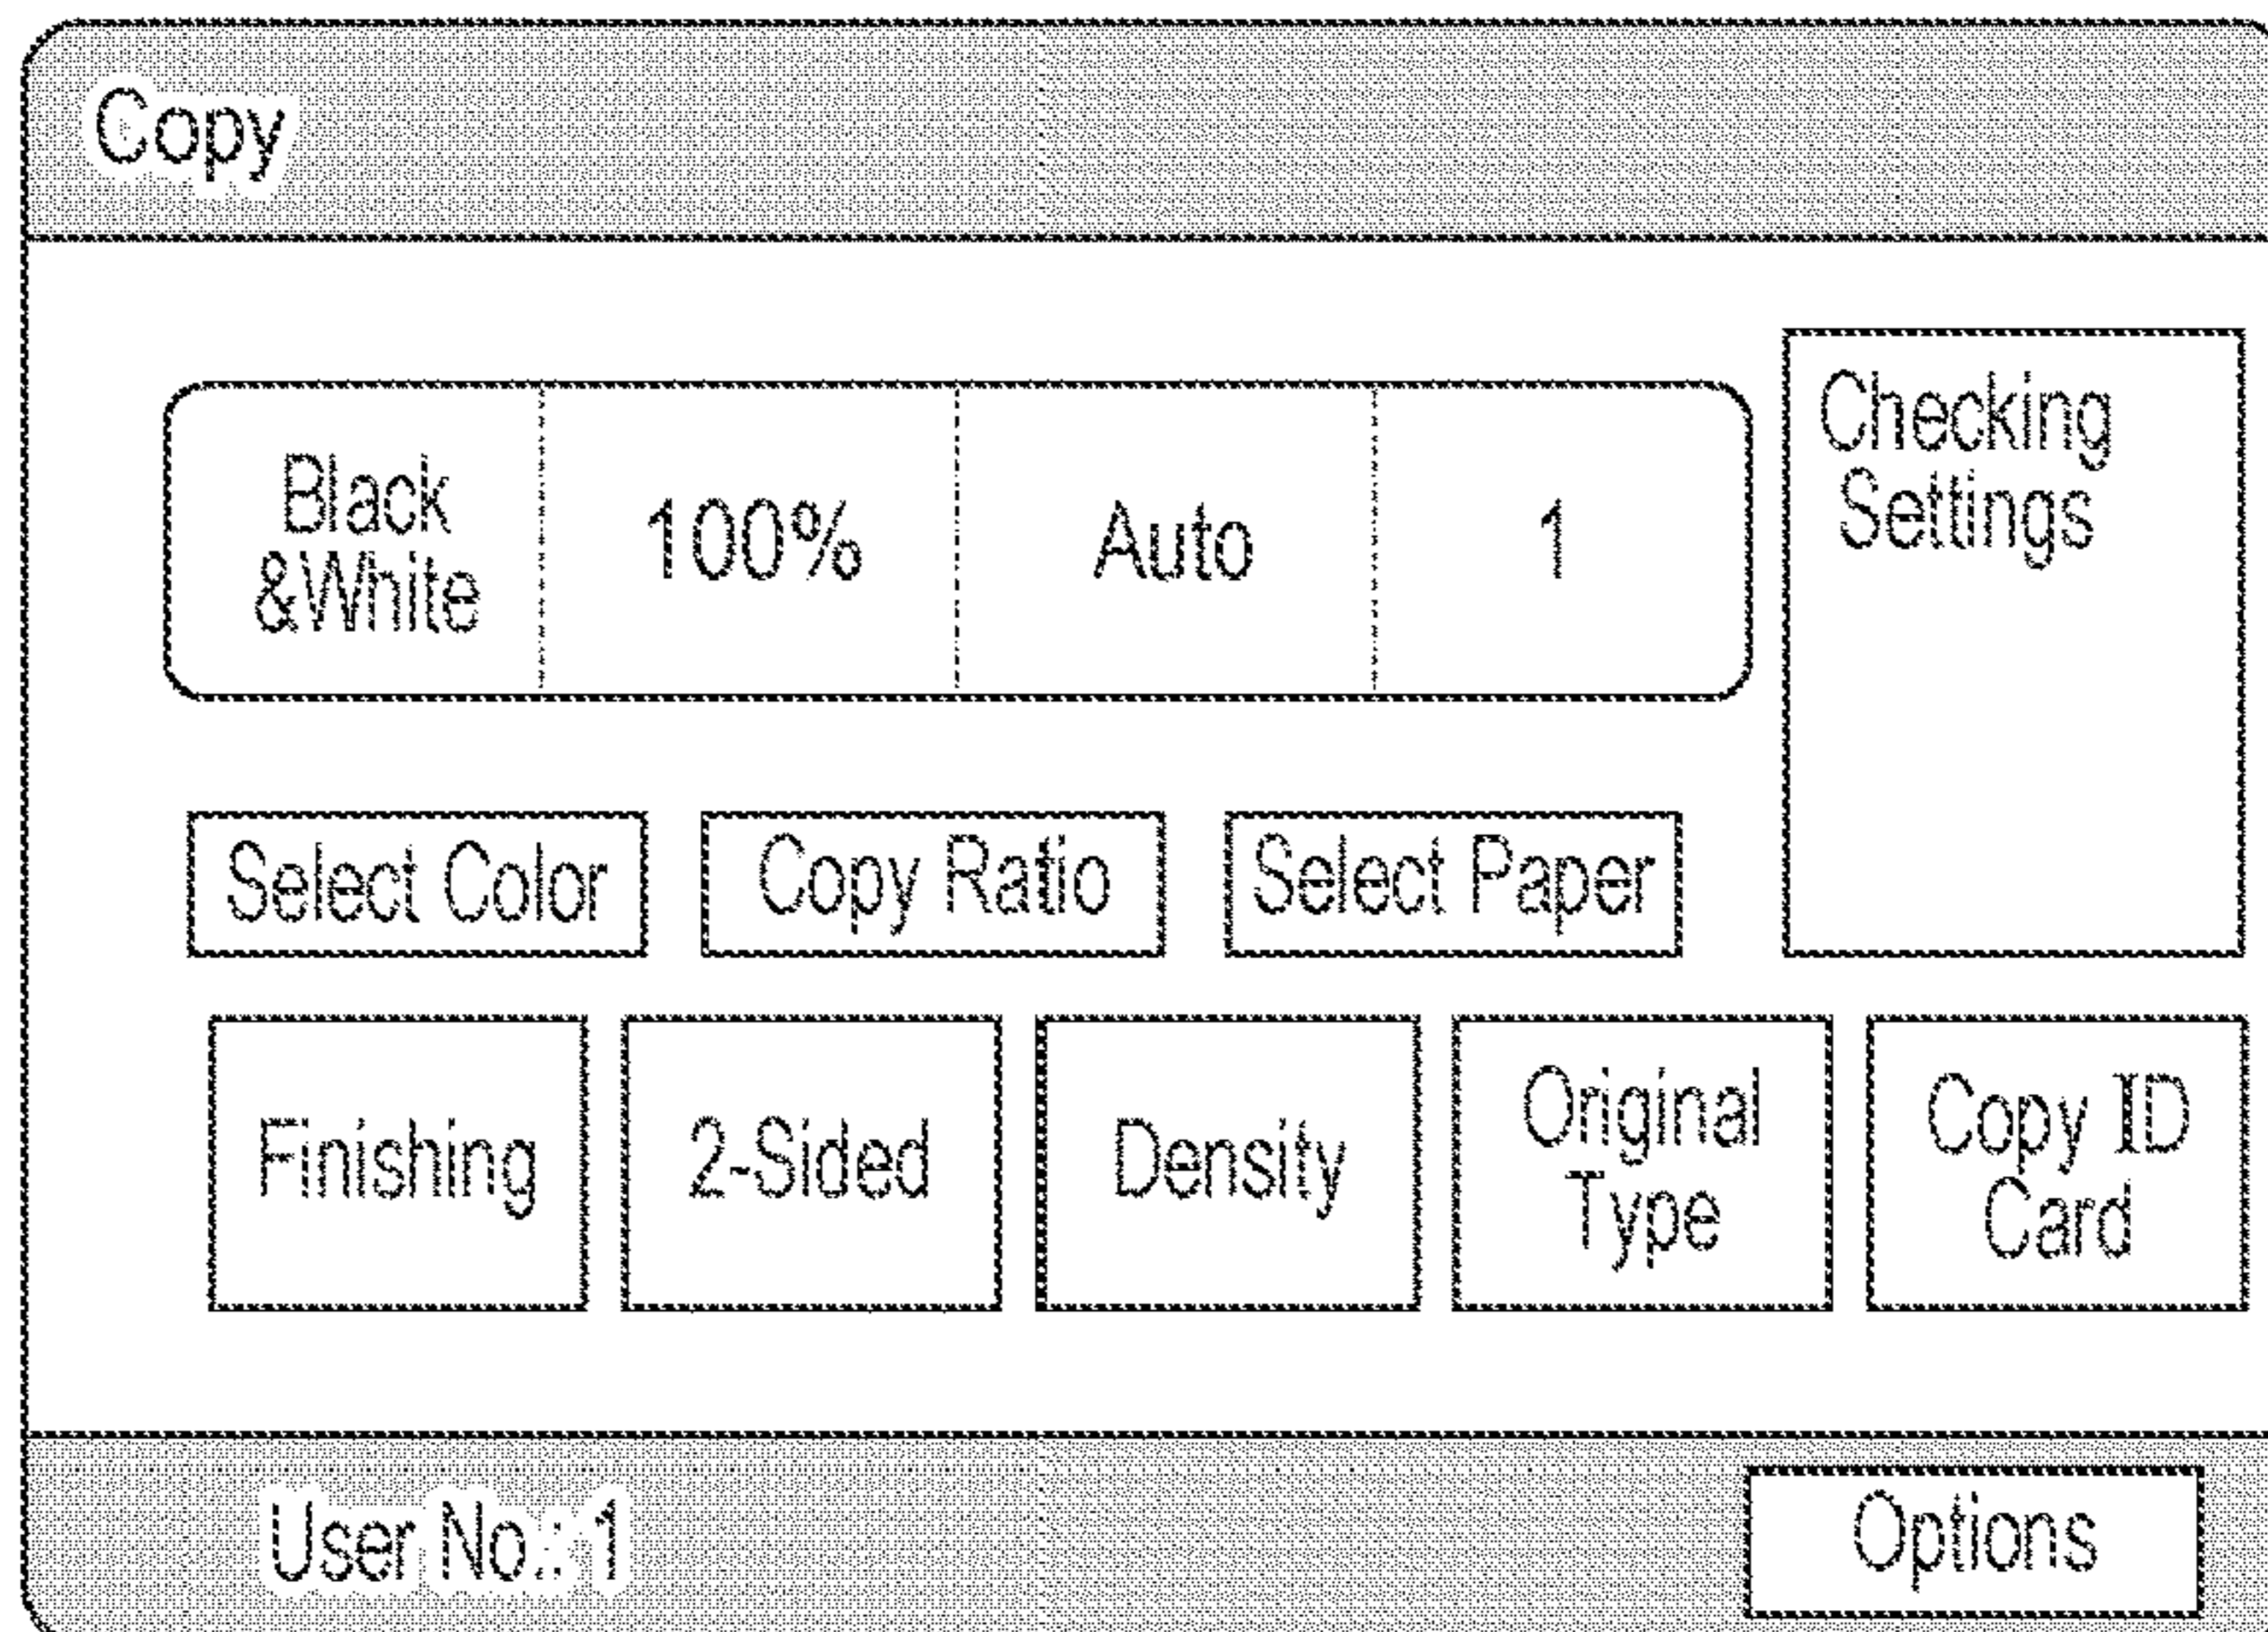 Copy
Black
&White
100%
Auto
1
Checking
Settings
Select Color
Copy Ratio
Select Paper
Finishing
2-Sided
Density
Original
Type
Copy ID
Card
User No.: 1
Options